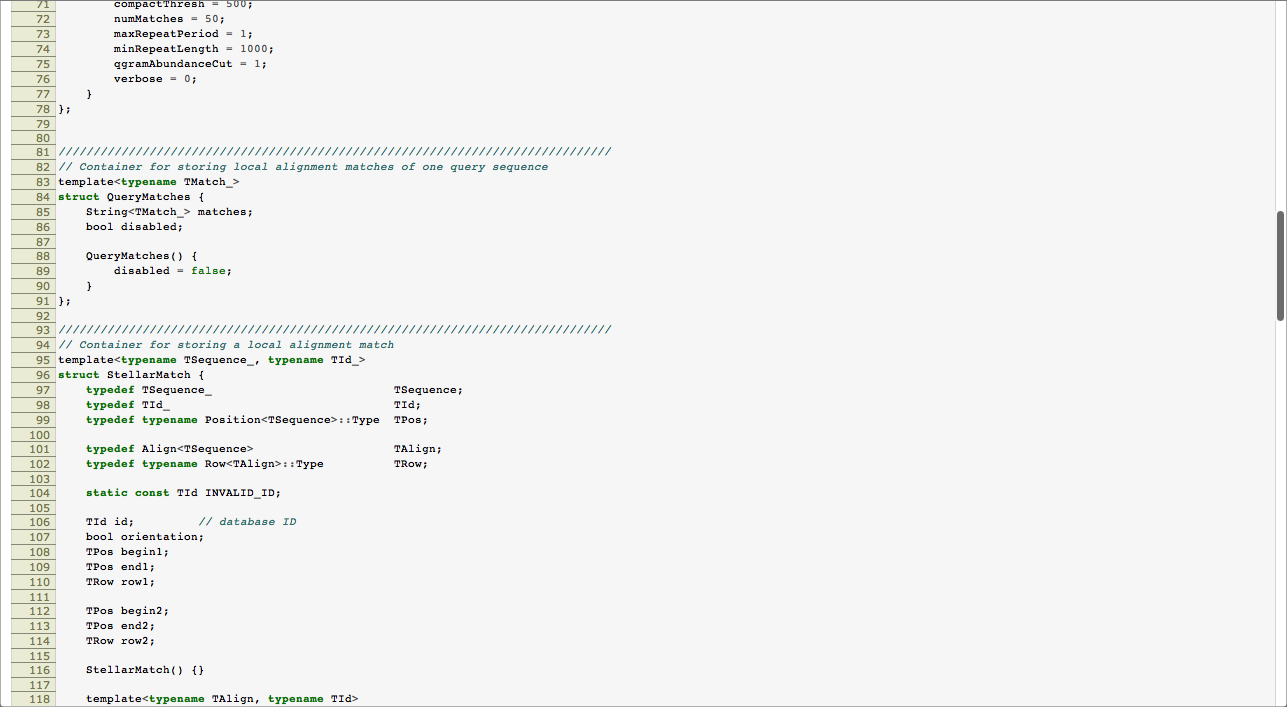 71         compactThresh = 500;
72         numMatches = 50;
73         maxRepeatPeriod = 1;
74         minRepeatLength = 1000;
75         qgramAbundanceCut = 1;
76         verbose = 0;
77     }
78 };
79
80
81 ///////////////////////////////////////////////////////////////////////////////
82 // Container for storing local alignment matches of one query sequence
83 template<typename TMatch_>
84 struct QueryMatches {
85     String<TMatch_> matches;
86     bool disabled;
87
88     QueryMatches() {
89         disabled = false;
90     }
91 };
92
93 ///////////////////////////////////////////////////////////////////////////////
94 // Container for storing a local alignment match
95 template<typename TSequence_, typename TId_>
96 struct StellarMatch {
97     typedef TSequence_                          TSequence;
98     typedef TId_                                TId;
99     typedef typename Position<TSequence>::Type  TPos;
100
101     typedef Align<TSequence>                    TAlign;
102     typedef typename Row<TAlign>::Type          TRow;
103
104     static const TId INVALID_ID;
105
106     TId id;         // database ID
107     bool orientation;
108     TPos begin1;
109     TPos end1;
110     TRow row1;
111
112     TPos begin2;
113     TPos end2;
114     TRow row2;
115
116     StellarMatch() {}
117
118     template<typename TAlign, typename TId>